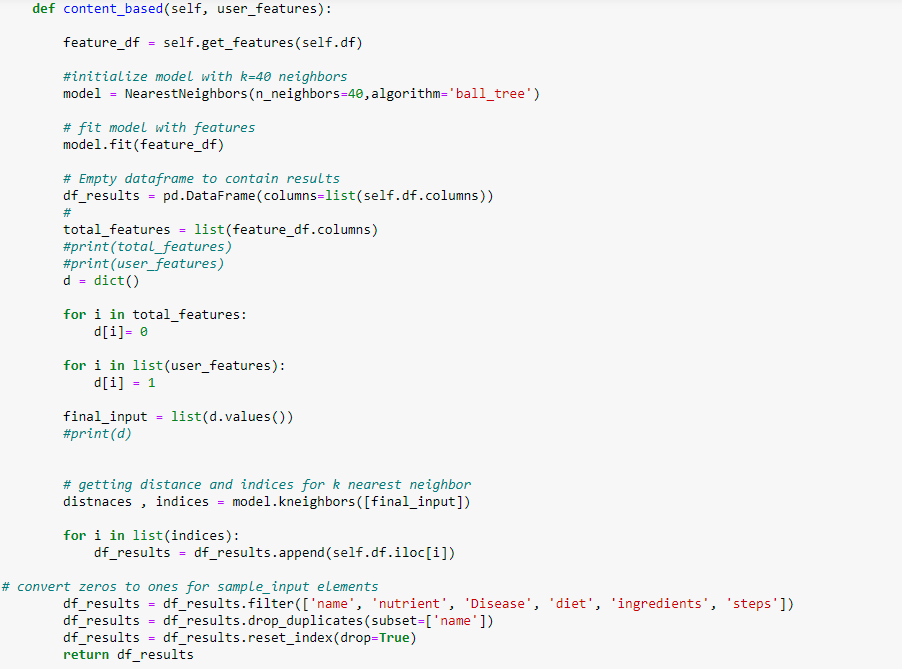 def content_based(self, user_features):
feature_df = self.get_features(self.df)
#initialize model with k=40 neighbors
model = NearestNeighbors(n_neighbors=40,algorithm='ball_tree')
# fit model with features
model.fit(feature_df)
# Empty dataframe to contain results
df_results = pd.DataFrame(columns=list(self.df.columns))
#
total_features = list(feature_df.columns)
#print(total_features)
#print(user_features)
d = dict()
for i in total_features:
d[i]= 0
for i in list(user_features):
d[i] = 1
final_input = list(d.values())
#print(d)
# getting distance and indices for k nearest neighbor
distnaces , indices = model.kneighbors([final_input])
for i in list(indices):
df_results = df_results.append(self.df.iloc[i])
# convert zeros to ones for sample_input elements
df_results = df_results.filter(['name', 'nutrient', 'Disease', 'diet', 'ingredients', 'steps'])
df_results = df_results.drop_duplicates(subset=['name'])
df_results = df_results.reset_index(drop=True)
return df_results